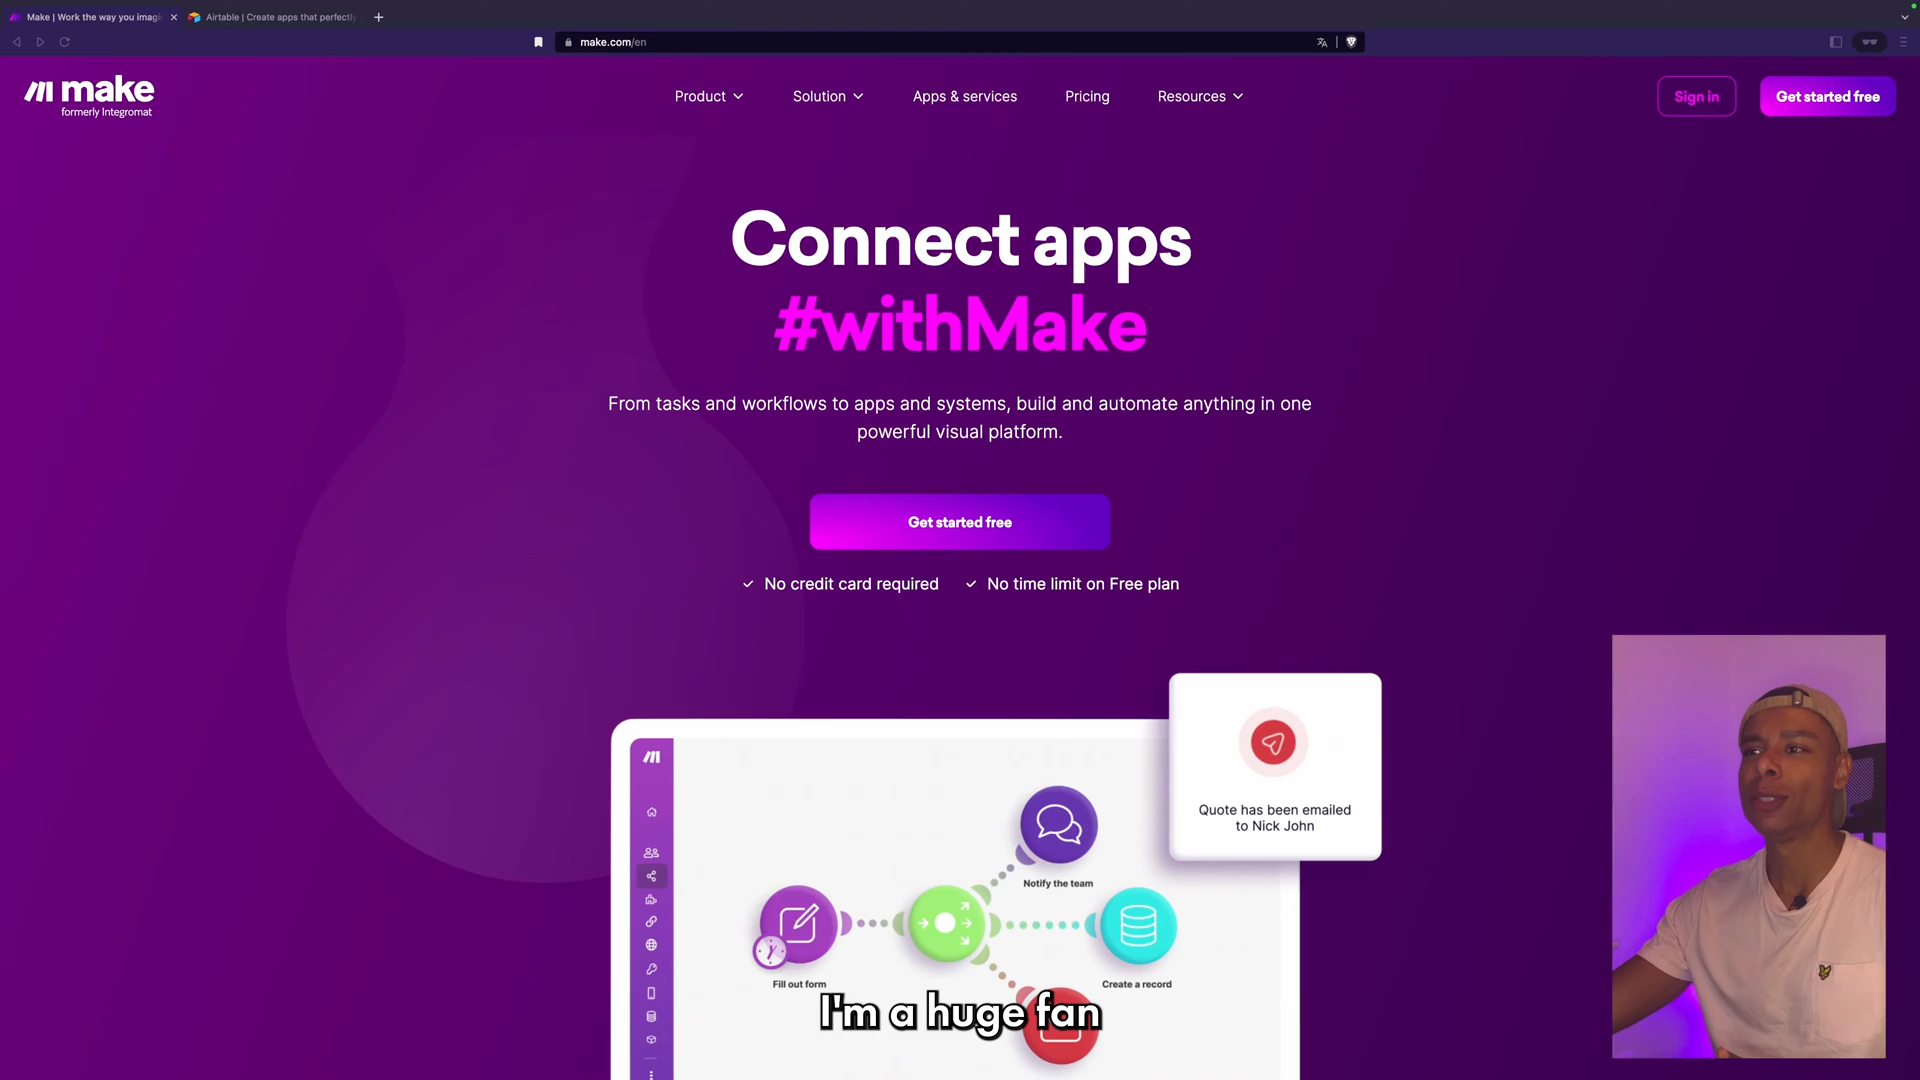 Make | Work the way you imagin
Airtable | Create apps that perfectly
make.com/en
make
formerly Integromat
Product
Solution
Apps & services
Pricing
Resources
Sign in
Get started free
Connect apps
#withMake
From tasks and workflows to apps and systems, build and automate anything in one
powerful visual platform.
Get started free
No credit card required
No time limit on Free plan
Quote has been emailed
to Nick John
Notify the team
Fill out form
Create a record
I'm a huge fan